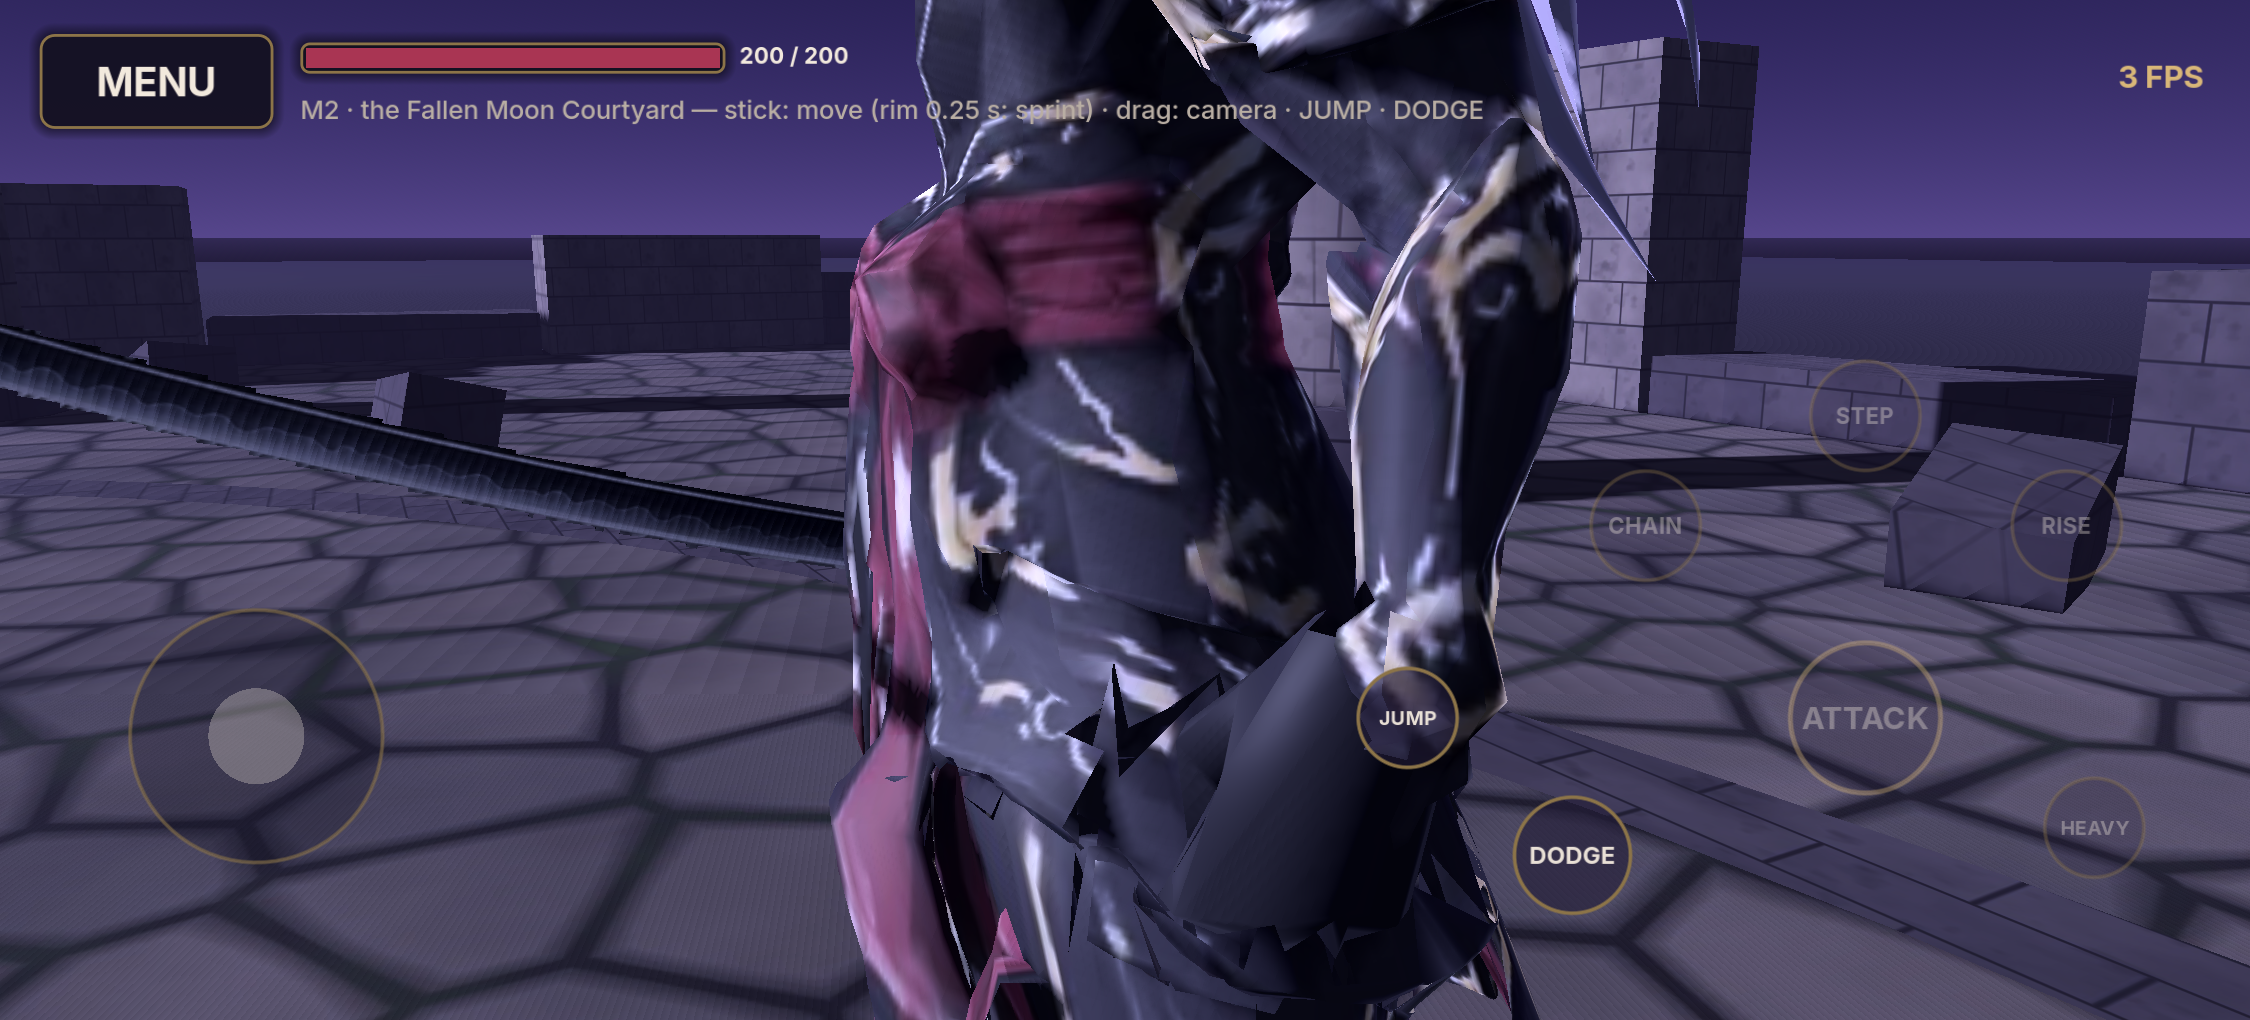 MENU
200 / 200
3 FPS
M2 · the Fallen Moon Courtyard — stick: move (rim 0.25 s: sprint) · drag: camera · JUMP · DODGE
STEP
CHAIN
RISE
JUMP
ATTACK
HEAVY
DODGE